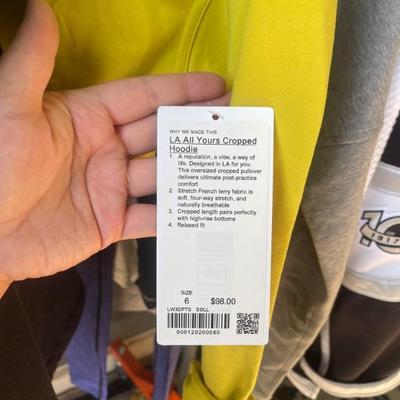 WHY WE MADE THIS
LA All Yours Cropped
Hoodie
1. A reputation, a vibe, a way of
life. Designed in LA for you.
This oversized cropped pullover
delivers ultimate post-practice
comfort
2. Stretch French terry fabric is
soft, four-way stretch, and
naturally breathable
3. Cropped length pairs perfectly
with high-rise bottoms
4. Relaxed fit
SIZE
6 $98.00
LW3DPTS SOLL
000120200080
10